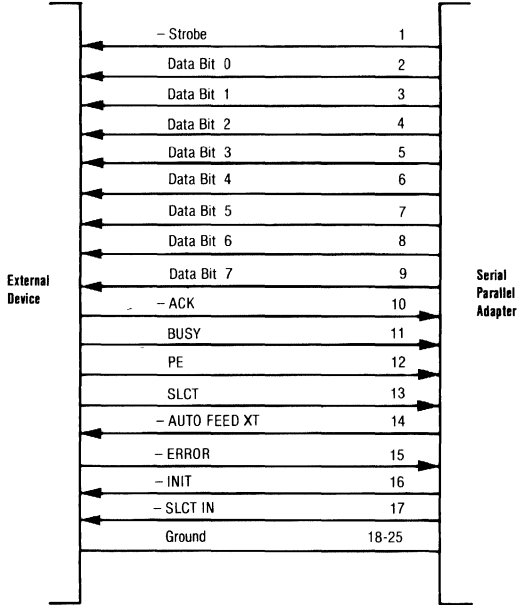 – Strobe 1
Data Bit 0 2
Data Bit 1 3
Data Bit 2 4
Data Bit 3 5
Data Bit 4 6
Data Bit 5 7
Data Bit 6 8
Data Bit 7 9
External
Device
Serial
Parallel
Adapter
– ACK 10
BUSY 11
PE 12
SLCT 13
– AUTO FEED XT 14
– ERROR 15
– INIT 16
– SLCT IN 17
Ground 18-25